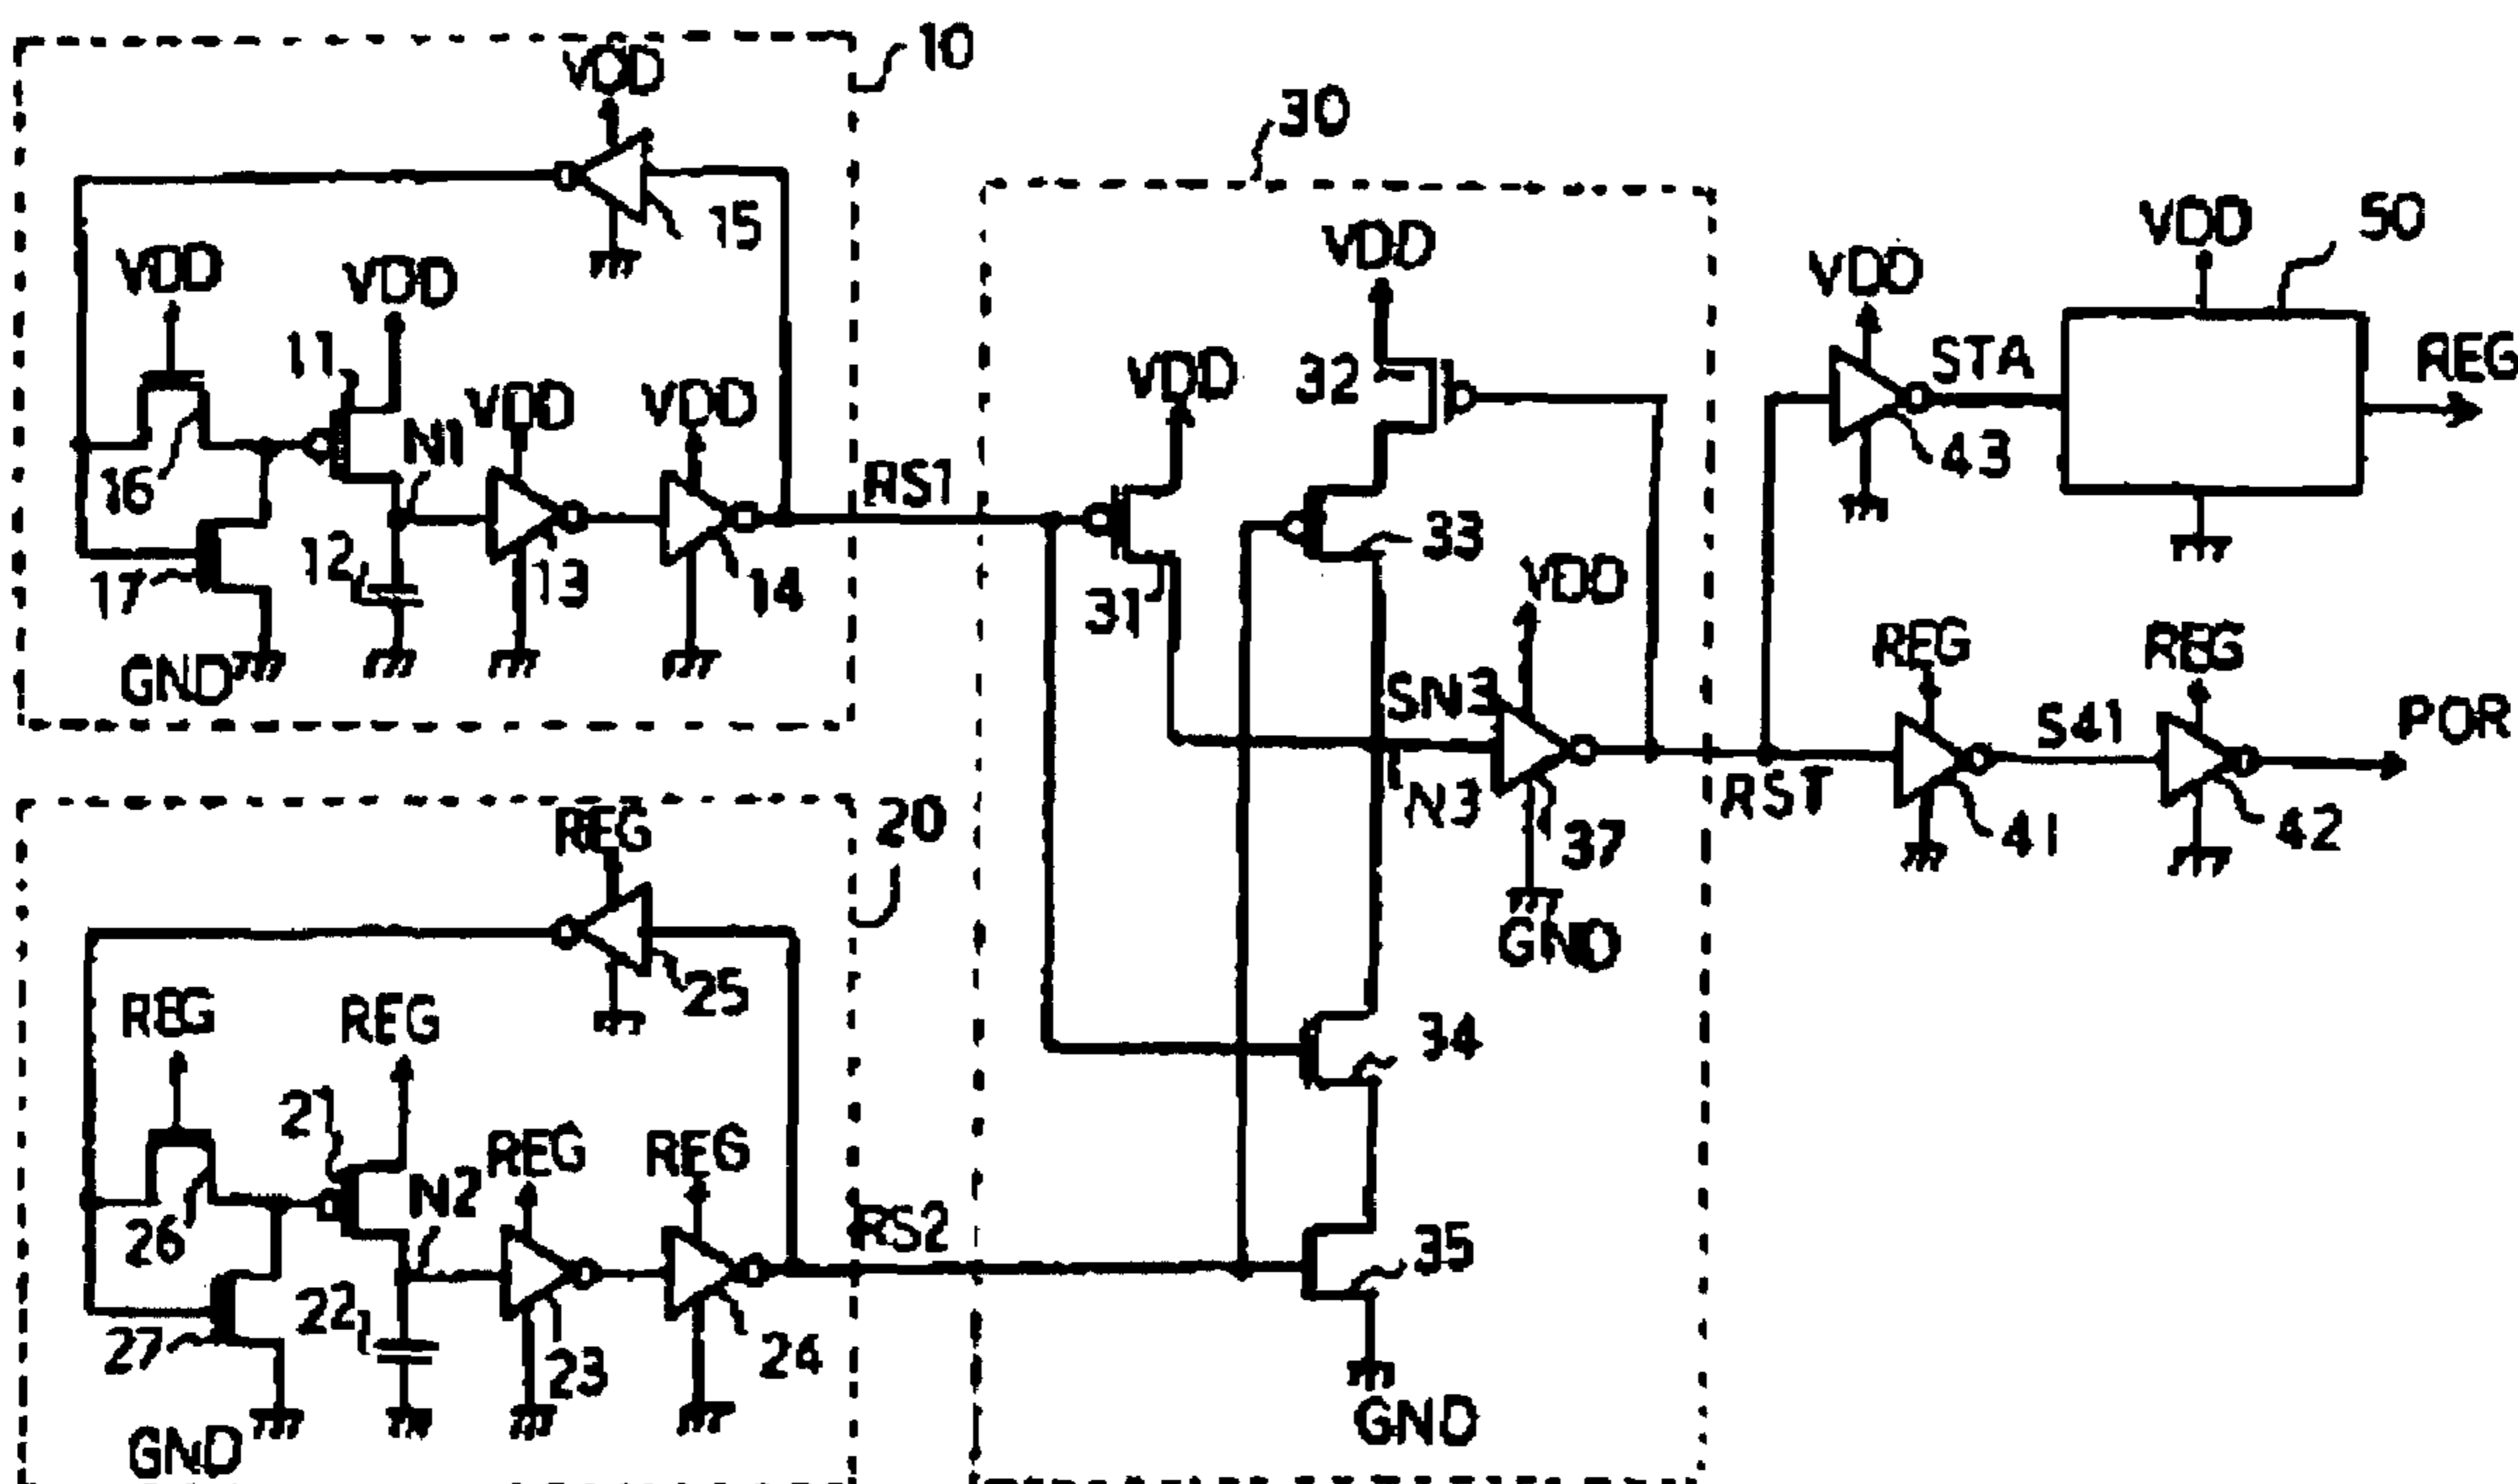 10
VDD
30
15
VDD
50
VDD
VDD
VDD
VDD
11
VDD
32
STA
REG
VDD
VDD
N1
16
43
RS1
33
12
13
14
17
31
VDD
REG
REG
GND
SN3
S41
POR
N3
RST
37
41
42
REG
20
GND
25
REG
REG
34
21
REG
REG
N2
26
RS2
35
22
27
23
24
GND
GND